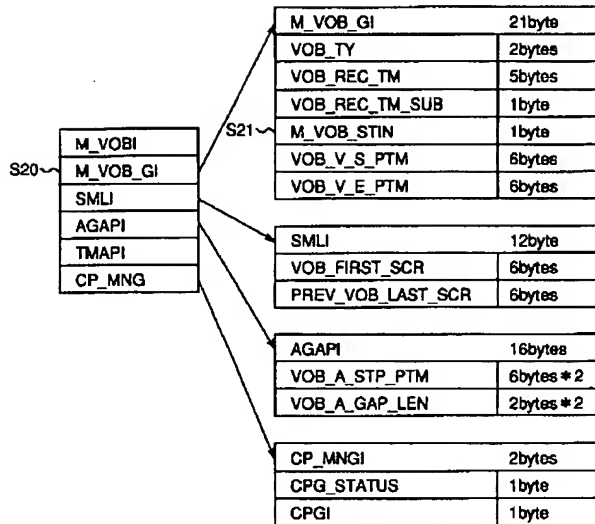 M_VOBI
S20 M_VOB_GI
SMLI
AGAPI
TMAPI
CP_MNG
M_VOB_GI 21byte
VOB_TY 2bytes
VOB_REC_TM 5bytes
VOB_REC_TM_SUB 1byte
S21 M_VOB_STIN 1byte
VOB_V_S_PTM 6bytes
VOB_V_E_PTM 6bytes
SMLI 12byte
VOB_FIRST_SCR 6bytes
PREV_VOB_LAST_SCR 6bytes
AGAPI 16bytes
VOB_A_STP_PTM 6bytes*2
VOB_A_GAP_LEN 2bytes*2
CP_MNGI 2bytes
CPG_STATUS 1byte
CPGI 1byte